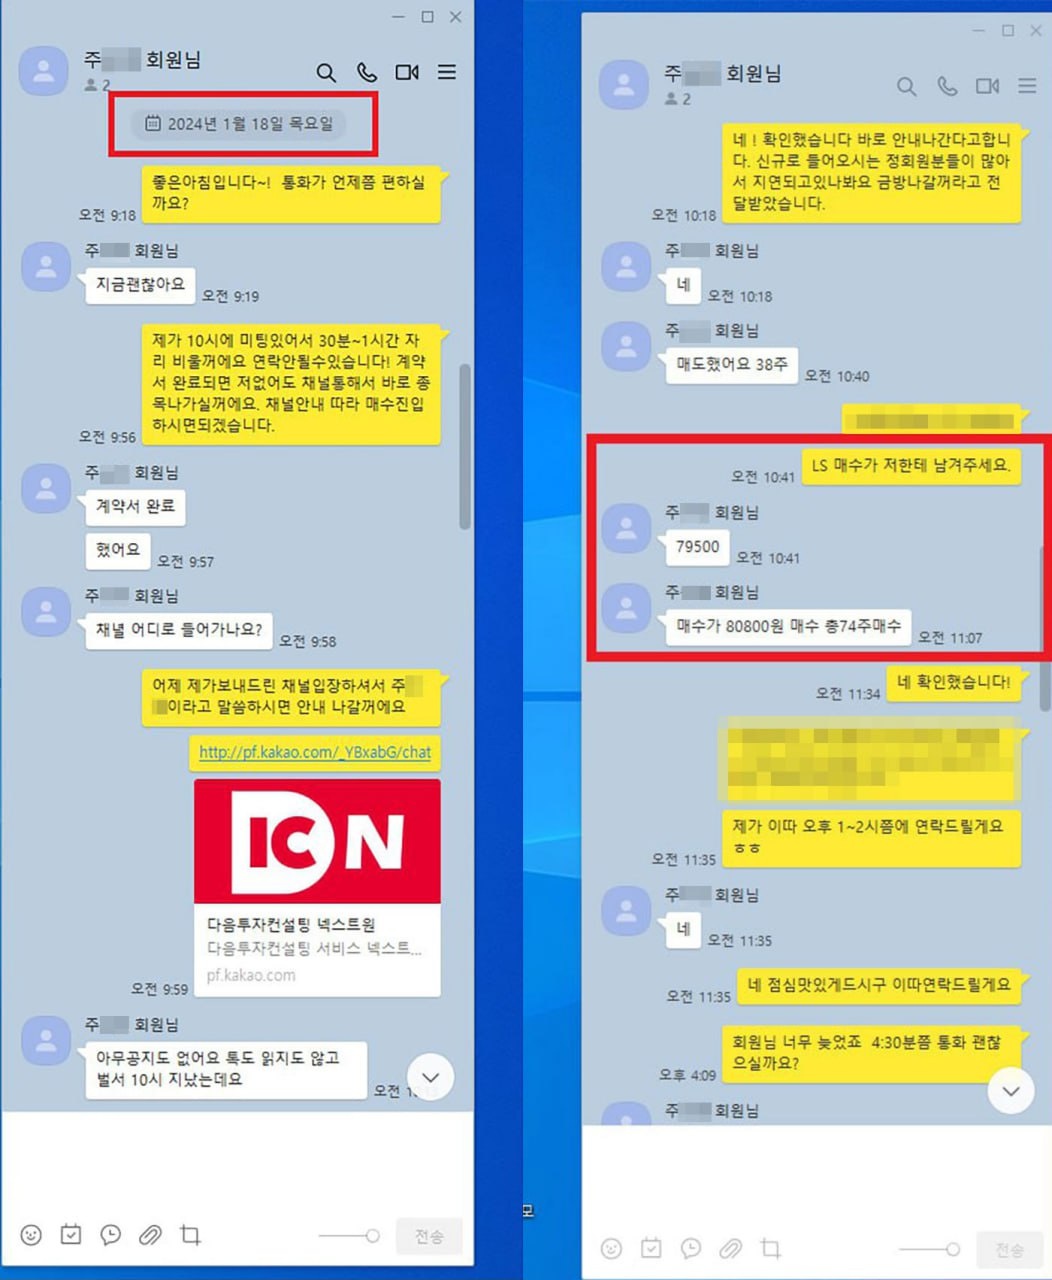 주 회원님
2
2024년 1월 18일 목요일
좋은아침입니다~! 통화가 언제쯤 편하실
까요?
오전 9:18
주 회원님
지금괜찮아요
오전 9:19
제가 10시에 미팅있어서 30분~1시간 자
리 비울꺼에요 연락안될수있습니다! 계약
서 완료되면 저없어도 채널통해서 바로 종
목나가실꺼에요. 채널안내 따라 매수진입
하시면되겠습니다.
오전 9:56
주 회원님
계약서 완료
했어요
오전 9:57
주 회원님
채녈 어디로 들어가나요?
오전 9:58
어제 제가보내드린 채널입장하셔서 주
이라고 말씀하시면 안내 나갈꺼에요
http://pf.kakao.com/_YBxabG/chat
ICON
다음투자컨설팅 넥스트원
다음투자컨설팅 서비스 넥스트...
pf.kakao.com
오전 9:59
주 회원님
아무공지도 없어요 톡도 읽지도 않고
벌서 10시 지났는데요
오전
전송
주 회원님
2
네 ! 확인했습니다 바로 안내나간다고합니
다. 신규로 들어오시는 정회원분들이 많아
서 지연되고있나봐요 금방나갈꺼라고 전
달받았습니다.
오전 10:18
주 회원님
네
오전 10:18
주 회원님
매도했어요 38주
오전 10:40
LS 매수가 저한테 남겨주세요.
오전 10:41
주 회원님
79500
오전 10:41
주 회원님
매수가 80800원 매수 총74주매수
오전 11:07
네 확인했습니다!
오전 11:34
제가 이따 오후 1~2시쯤에 연락드릴게요
ㅎㅎ
오전 11:35
주 회원님
네
오전 11:35
네 점심맛있게드시구 이따연락드릴게요
오전 11:35
회원님 너무 늦었죠 4:30분쯤 통화 괜찮
으실까요?
오후 4:09
주 회원님
전송